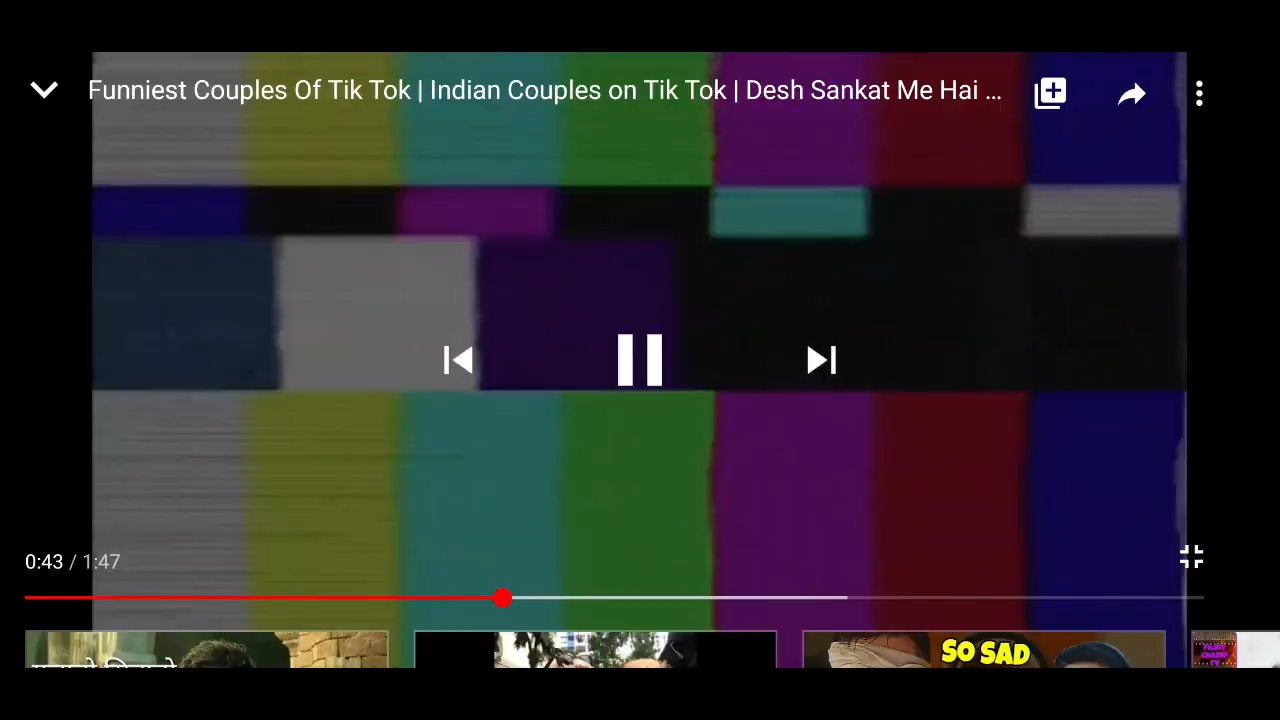 Funniest Couples Of Tik Tok | Indian Couples on Tik Tok | Desh Sankat Me Hai ...
0:43 / 1:47
SO SAD